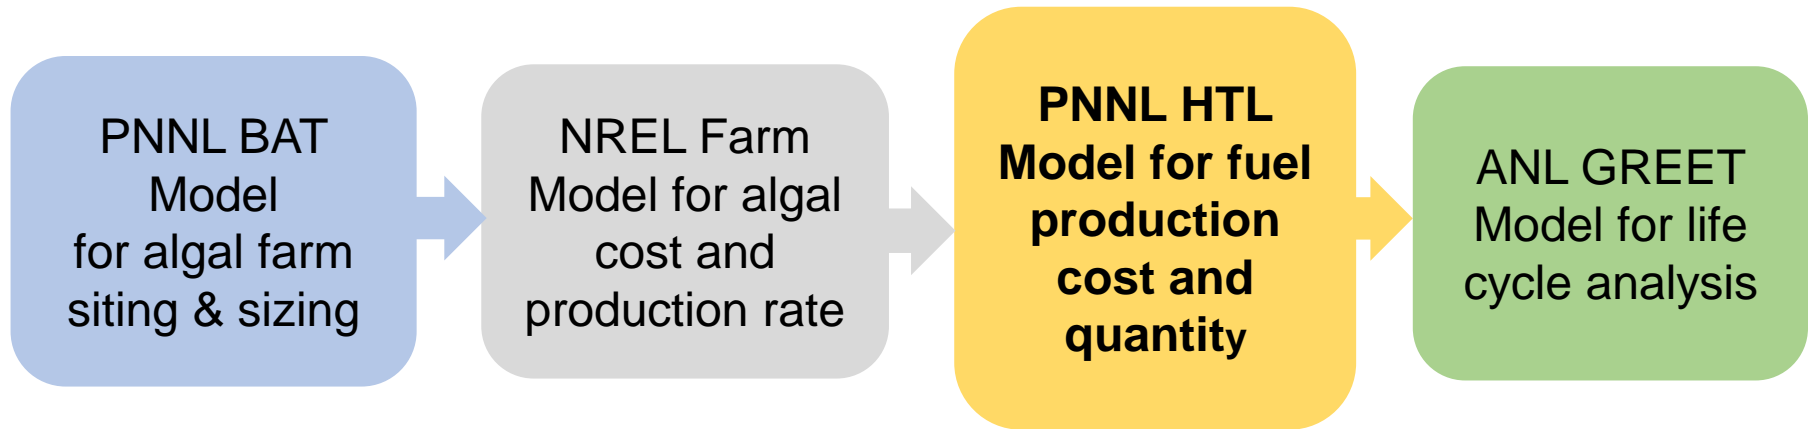 PNNL BAT
Model
for algal farm
siting & sizing
NREL Farm
Model for algal
cost and
production rate
PNNL HTL
Model for fuel
production
cost and
quantity
ANL GREET
Model for life
cycle analysis